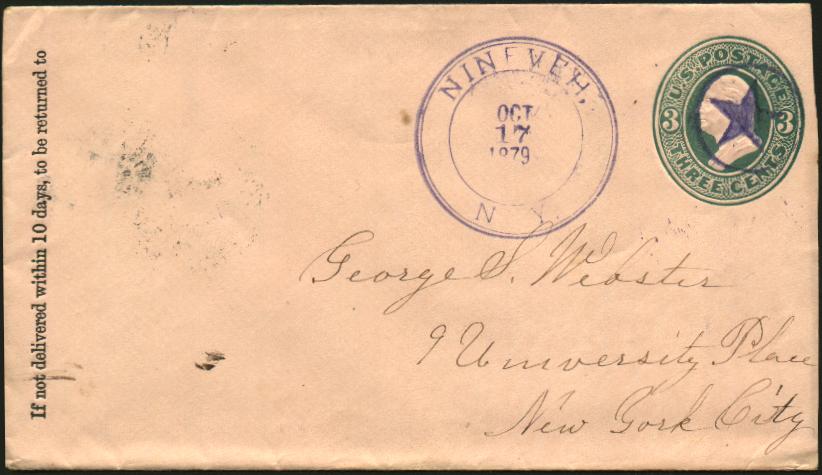 If not delivered within 10 days, to be returned to
NINEVEH,
OCT
17
1879
N. Y.
U.S. POSTAGE
3 3
THREE CENTS
George S. Webster
9 University Place
New York City